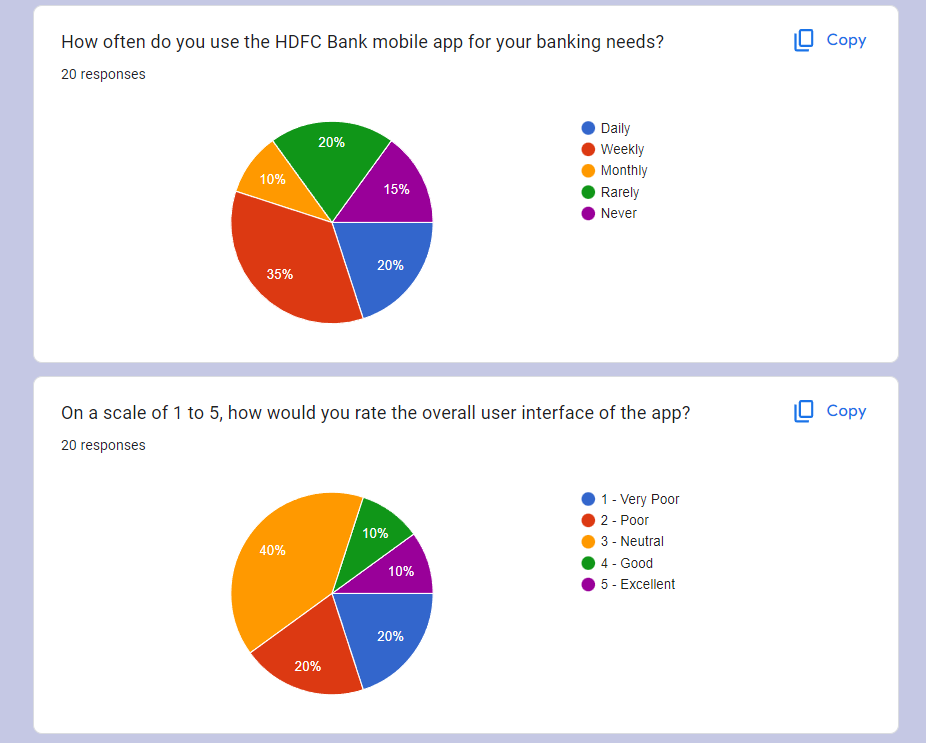 How often do you use the HDFC Bank mobile app for your banking needs?
Copy
20 responses
Daily
Weekly
Monthly
Rarely
Never
20%
10%
15%
35%
20%
On a scale of 1 to 5, how would you rate the overall user interface of the app?
Copy
20 responses
1 - Very Poor
2 - Poor
3 - Neutral
4 - Good
5 - Excellent
10%
40%
10%
20%
20%